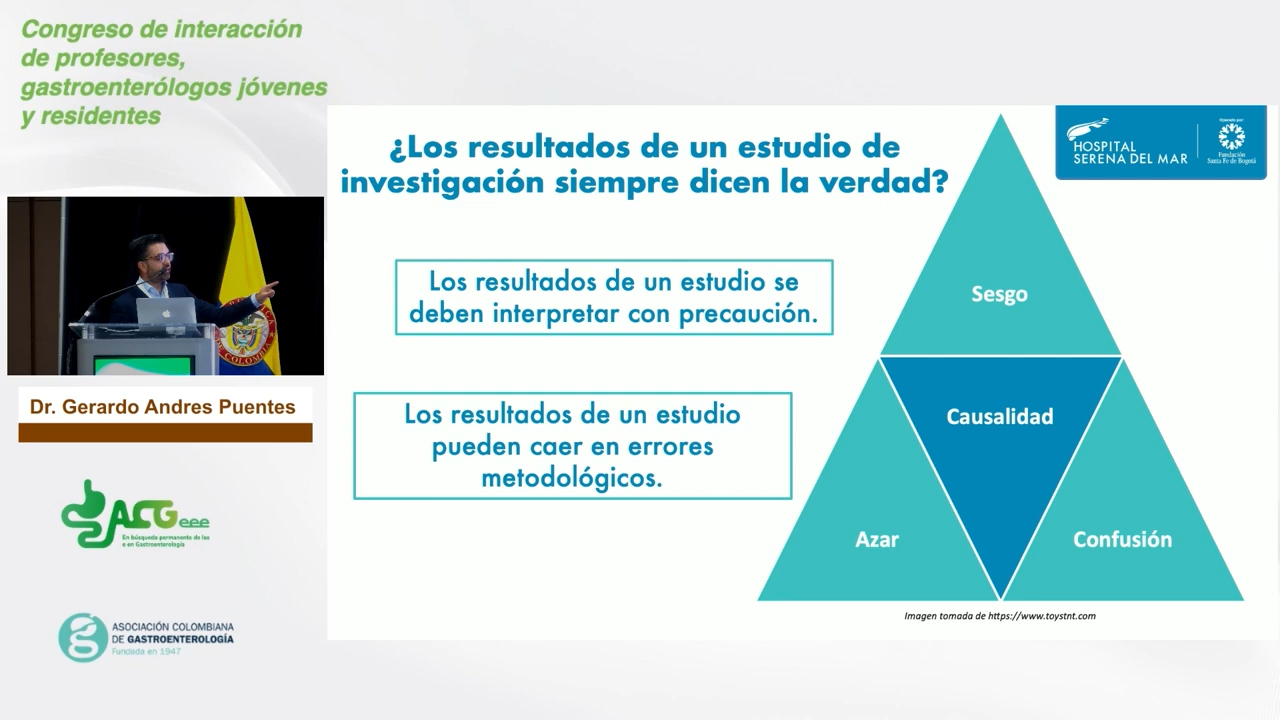 Congreso de interacción
de profesores,
gastroenterólogos jóvenes
y residentes
¿Los resultados de un estudio de
investigación siempre dicen la verdad?
HOSPITAL
SERENA DEL MAR
Operado por:
Fundación
Santa Fe de Bogotá
Los resultados de un estudio se
deben interpretar con precaución.
Los resultados de un estudio
pueden caer en errores
metodológicos.
Sesgo
Causalidad
Azar
Confusión
Imagen tomada de https://www.toystnt.com
DE COLOMBIA
Dr. Gerardo Andres Puentes
ACGeee
En búsqueda permanente de las
e en Gastroenterología
ASOCIACIÓN COLOMBIANA
DE GASTROENTEROLOGÍA
Fundada en 1947